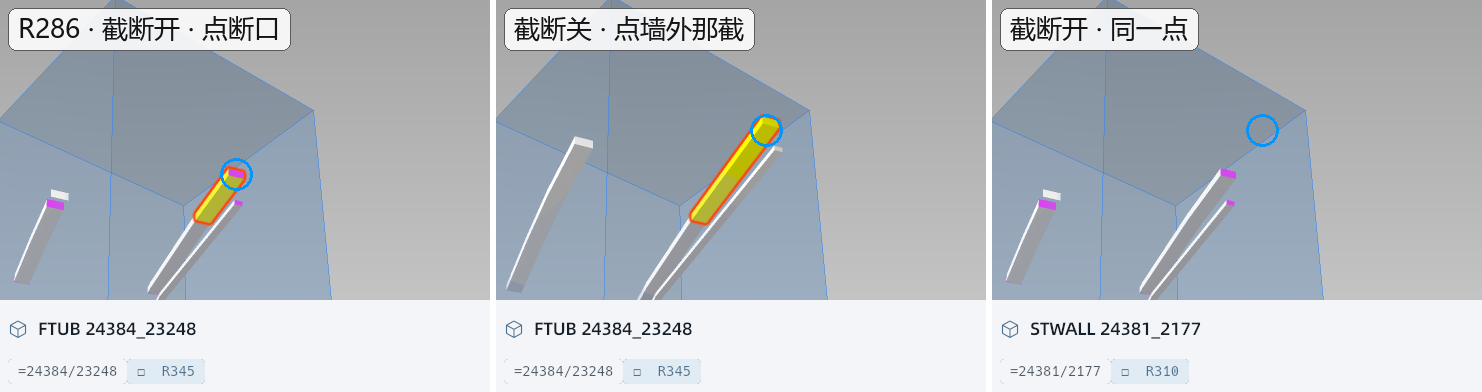 R286 · 截断开 · 点断口
截断关 · 点墙外那截
截断开 · 同一点
FTUB 24384_23248
=24384/23248 □ R345
FTUB 24384_23248
=24384/23248 □ R345
STWALL 24381_2177
=24381/2177 □ R310